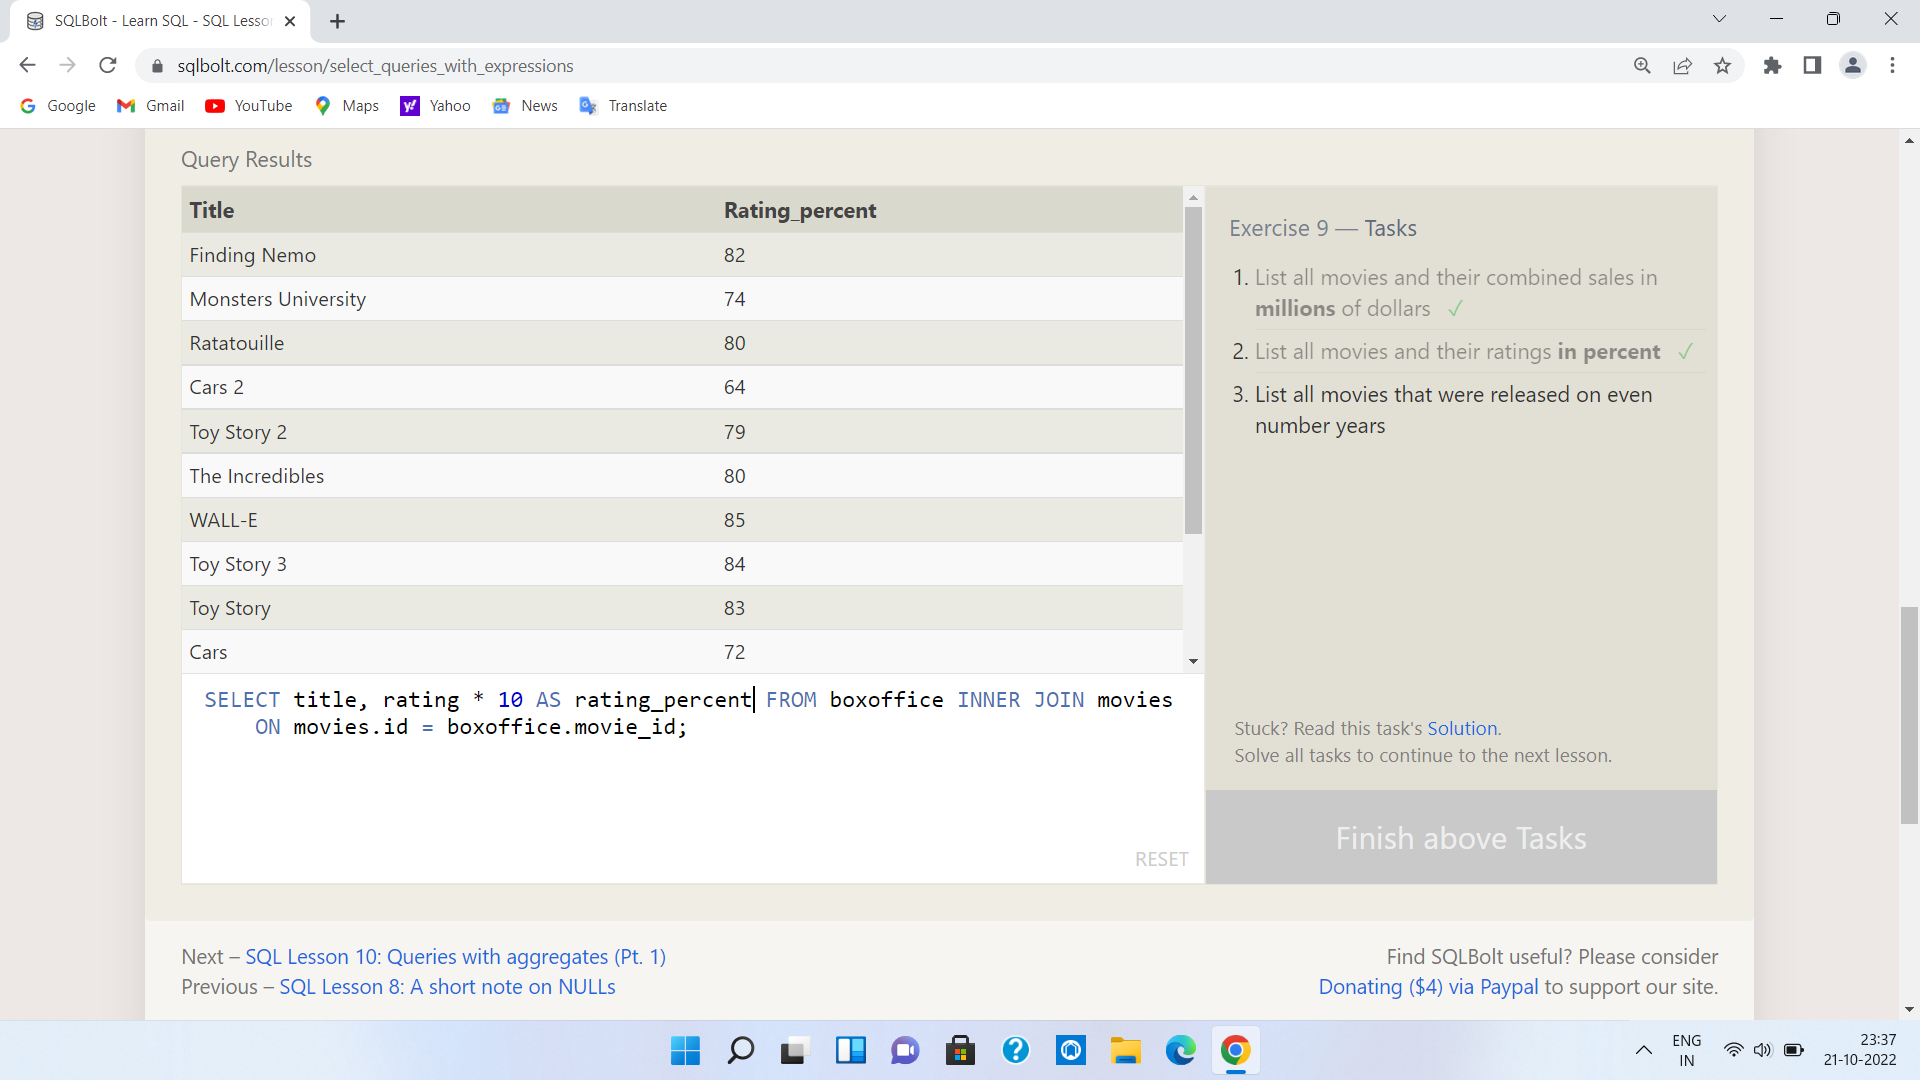 SQLBolt - Learn SQL - SQL Lesson
sqlbolt.com/lesson/select_queries_with_expressions
Google Gmail YouTube Maps Yahoo News Translate
Query Results
Title Rating_percent
Finding Nemo 82
Monsters University 74
Ratatouille 80
Cars 2 64
Toy Story 2 79
The Incredibles 80
WALL-E 85
Toy Story 3 84
Toy Story 83
Cars 72
SELECT title, rating * 10 AS rating_percent FROM boxoffice INNER JOIN movies
ON movies.id = boxoffice.movie_id;
RESET
Exercise 9 — Tasks
1. List all movies and their combined sales in
millions of dollars ✓
2. List all movies and their ratings in percent ✓
3. List all movies that were released on even
number years
Stuck? Read this task's Solution.
Solve all tasks to continue to the next lesson.
Finish above Tasks
Next – SQL Lesson 10: Queries with aggregates (Pt. 1)
Previous – SQL Lesson 8: A short note on NULLs
Find SQLBolt useful? Please consider
Donating ($4) via Paypal to support our site.
ENG
IN
23:37
21-10-2022